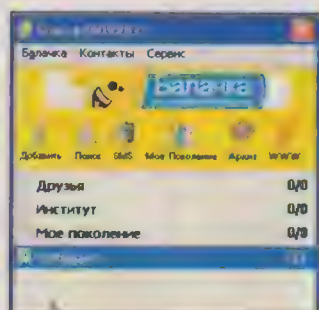 Балачка Контакты Сервис
Балачка
Добавить Поиск SMS Мое Поколение Архив WWW
Друзья 0/0
Институт 0/0
Мое поколение 0/0